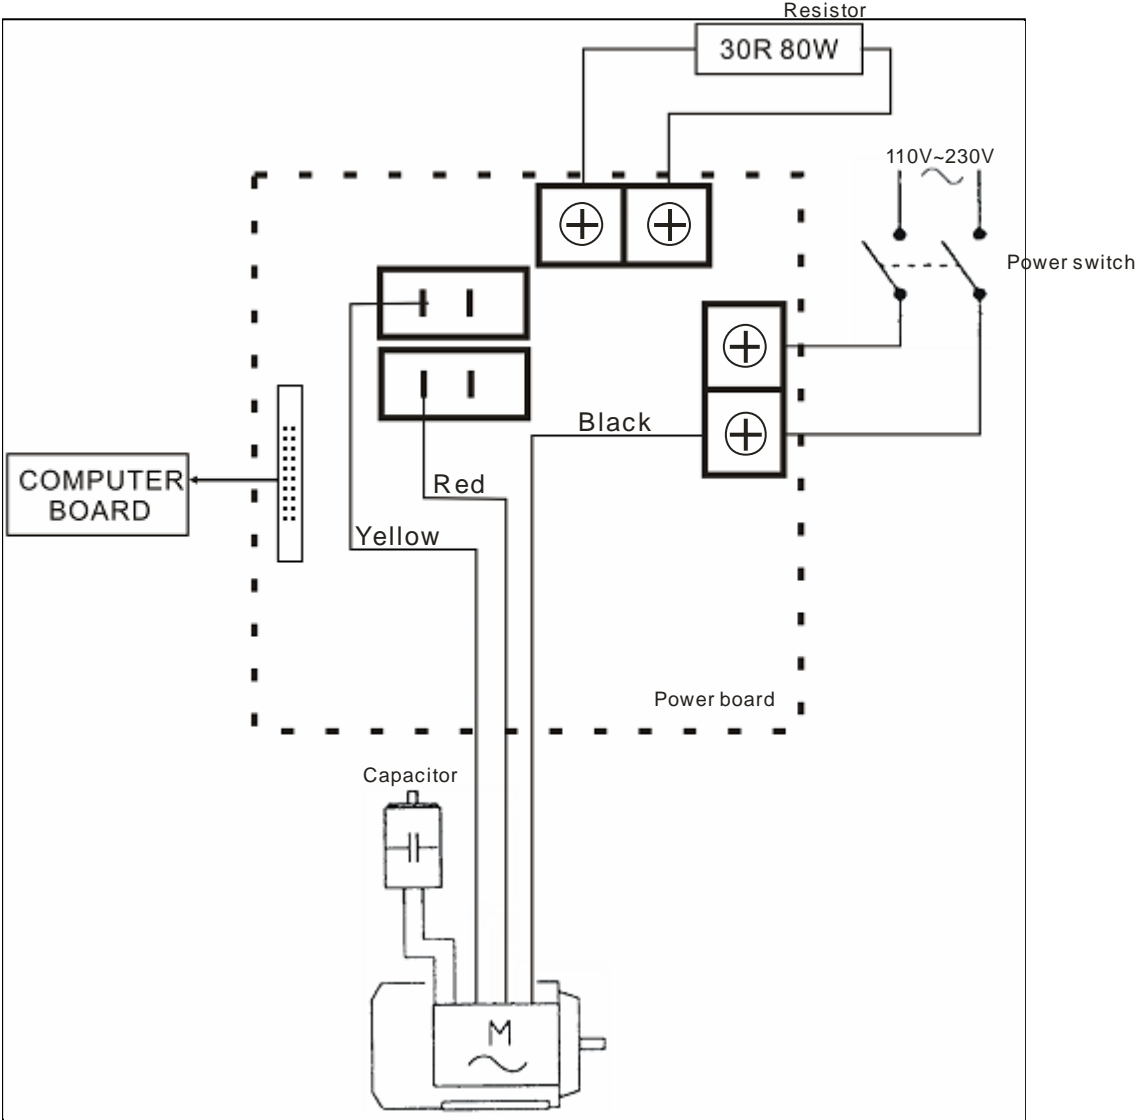 Resistor
30R 80W
110V~230V
Power switch
Black
Red
COMPUTER
BOARD
Yellow
Power board
Capacitor
M